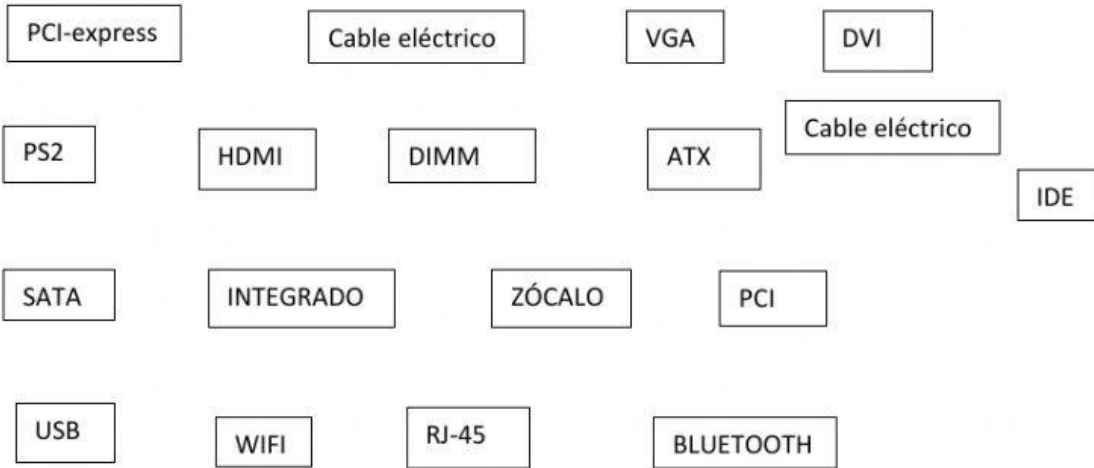 PCI-express
Cable eléctrico
VGA
DVI
PS2
HDMI
DIMM
ATX
Cable eléctrico
IDE
SATA
INTEGRADO
ZÓCALO
PCI
USB
WIFI
RJ-45
BLUETOOTH